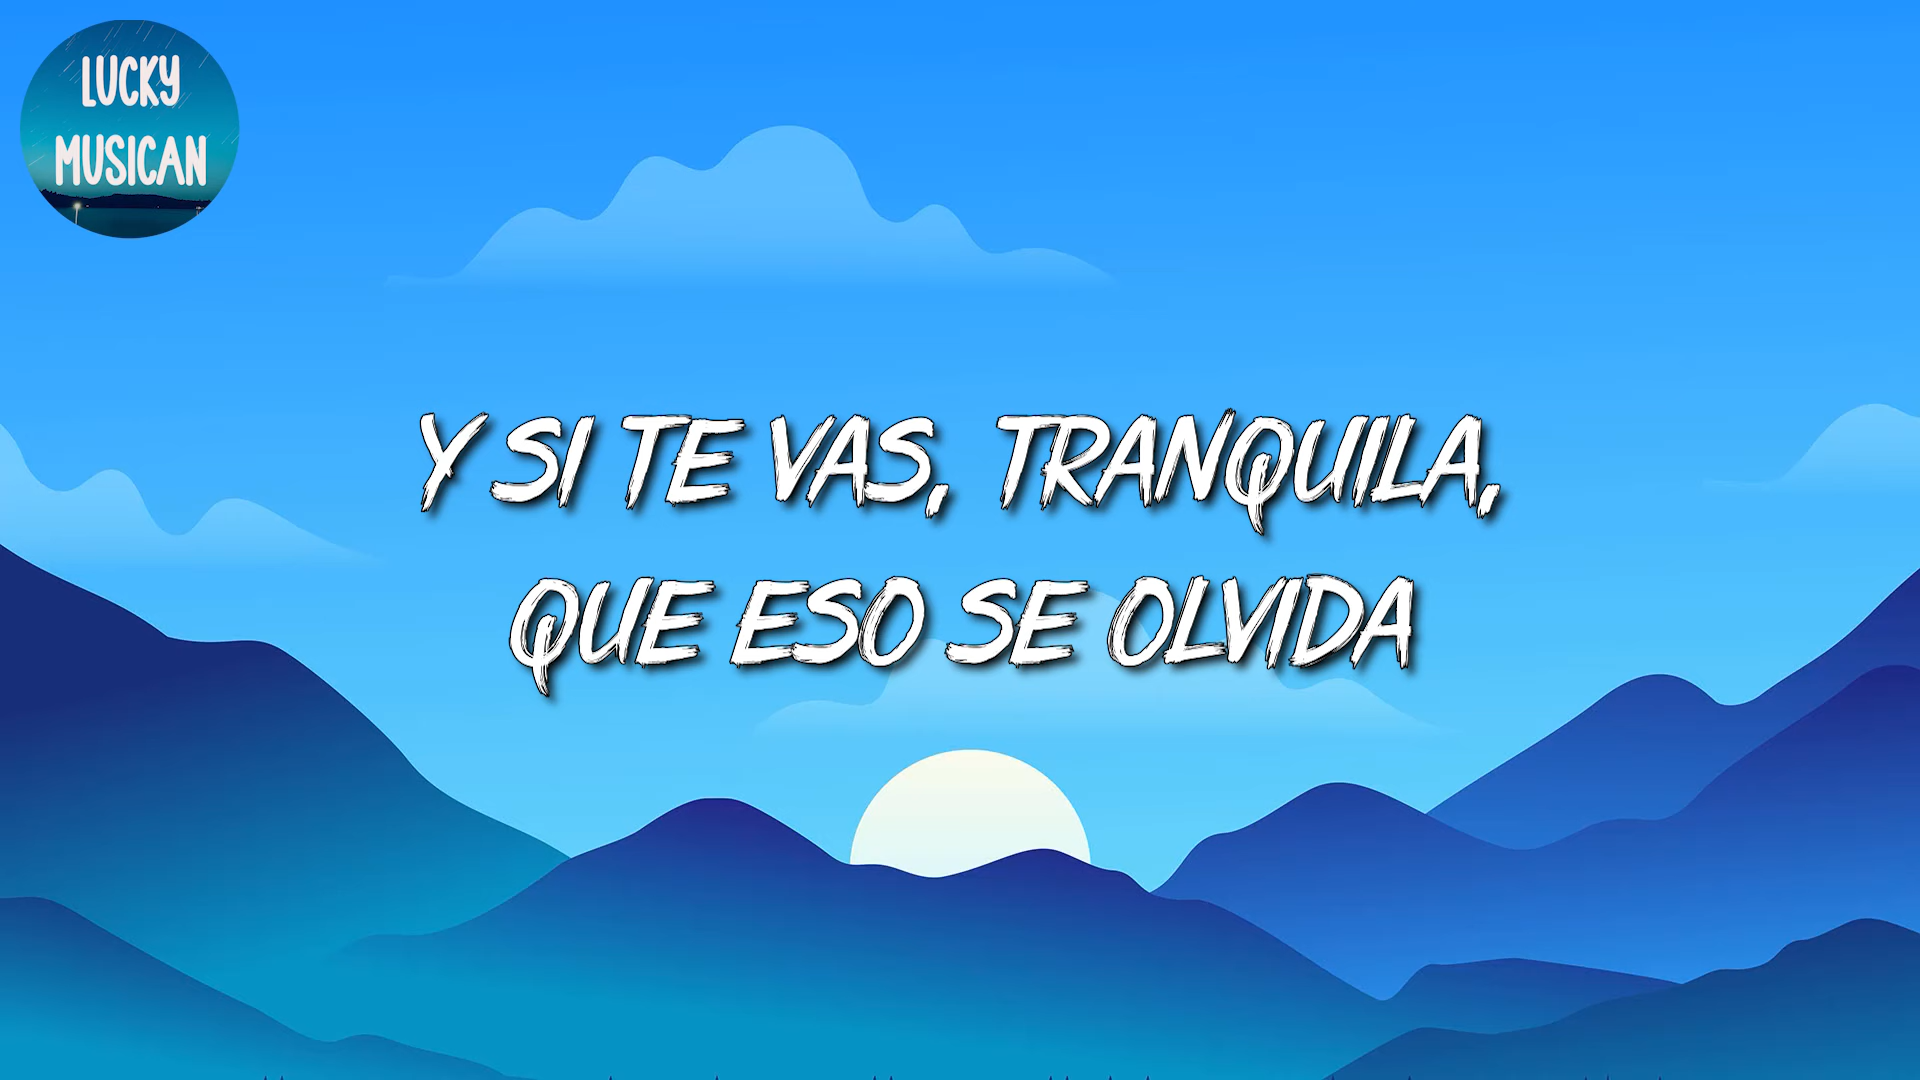 LUCKY
MUSICAN
Y SI TE VAS, TRANQUILA,
QUE ESO SE OLVIDA